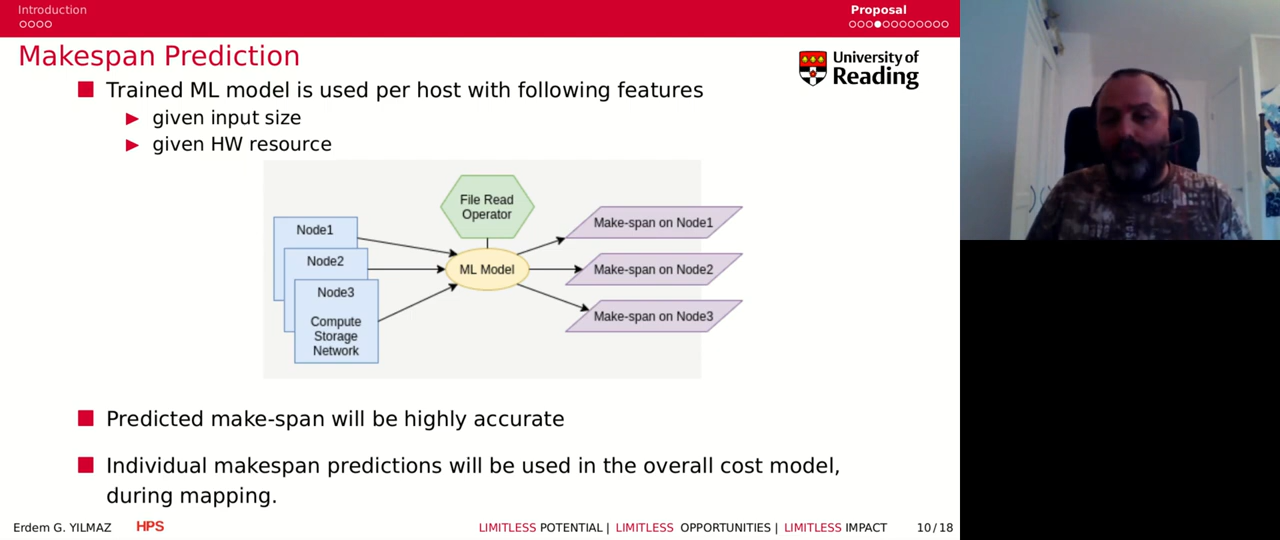 Introduction
Proposal
Makespan Prediction
University of
Reading
Trained ML model is used per host with following features
given input size
given HW resource
File Read
Operator
Node1
Node2
Node3
Compute
Storage
Network
ML Model
Make-span on Node1
Make-span on Node2
Make-span on Node3
Predicted make-span will be highly accurate
Individual makespan predictions will be used in the overall cost model,
during mapping.
Erdem G. YILMAZ HPS LIMITLESS POTENTIAL | LIMITLESS OPPORTUNITIES | LIMITLESS IMPACT 10/18